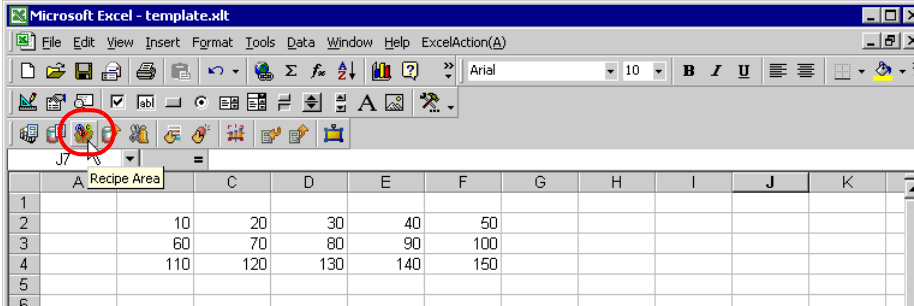 Microsoft Excel - template.xlt
File Edit View Insert Format Tools Data Window Help ExcelAction(A)
Arial 10 B I U
abl A
J7 =
Recipe Area
A C D E F G H I J K
1
2 10 20 30 40 50
3 60 70 80 90 100
4 110 120 130 140 150
5
6